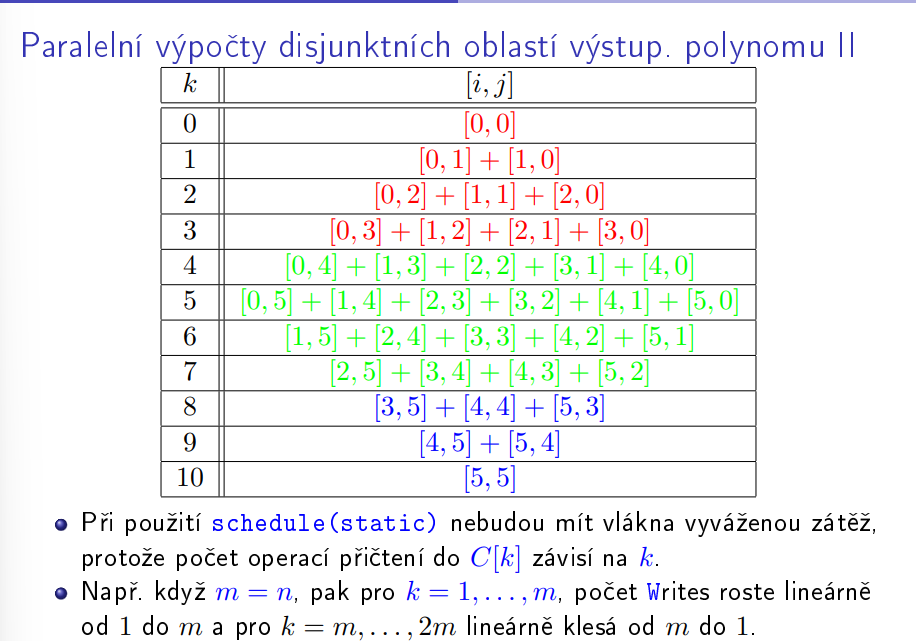 Paralelní výpočty disjunktních oblastí výstup. polynomu II
k [i, j]
0 [0, 0]
1 [0, 1] + [1, 0]
2 [0, 2] + [1, 1] + [2, 0]
3 [0, 3] + [1, 2] + [2, 1] + [3, 0]
4 [0, 4] + [1, 3] + [2, 2] + [3, 1] + [4, 0]
5 [0, 5] + [1, 4] + [2, 3] + [3, 2] + [4, 1] + [5, 0]
6 [1, 5] + [2, 4] + [3, 3] + [4, 2] + [5, 1]
7 [2, 5] + [3, 4] + [4, 3] + [5, 2]
8 [3, 5] + [4, 4] + [5, 3]
9 [4, 5] + [5, 4]
10 [5, 5]
Při použití schedule(static) nebudou mít vlákna vyváženou zátěž,
protože počet operací přičtení do C[k] závisí na k.
Např. když m = n, pak pro k = 1, . . . , m, počet Writes roste lineárně
od 1 do m a pro k = m, . . . , 2m lineárně klesá od m do 1.